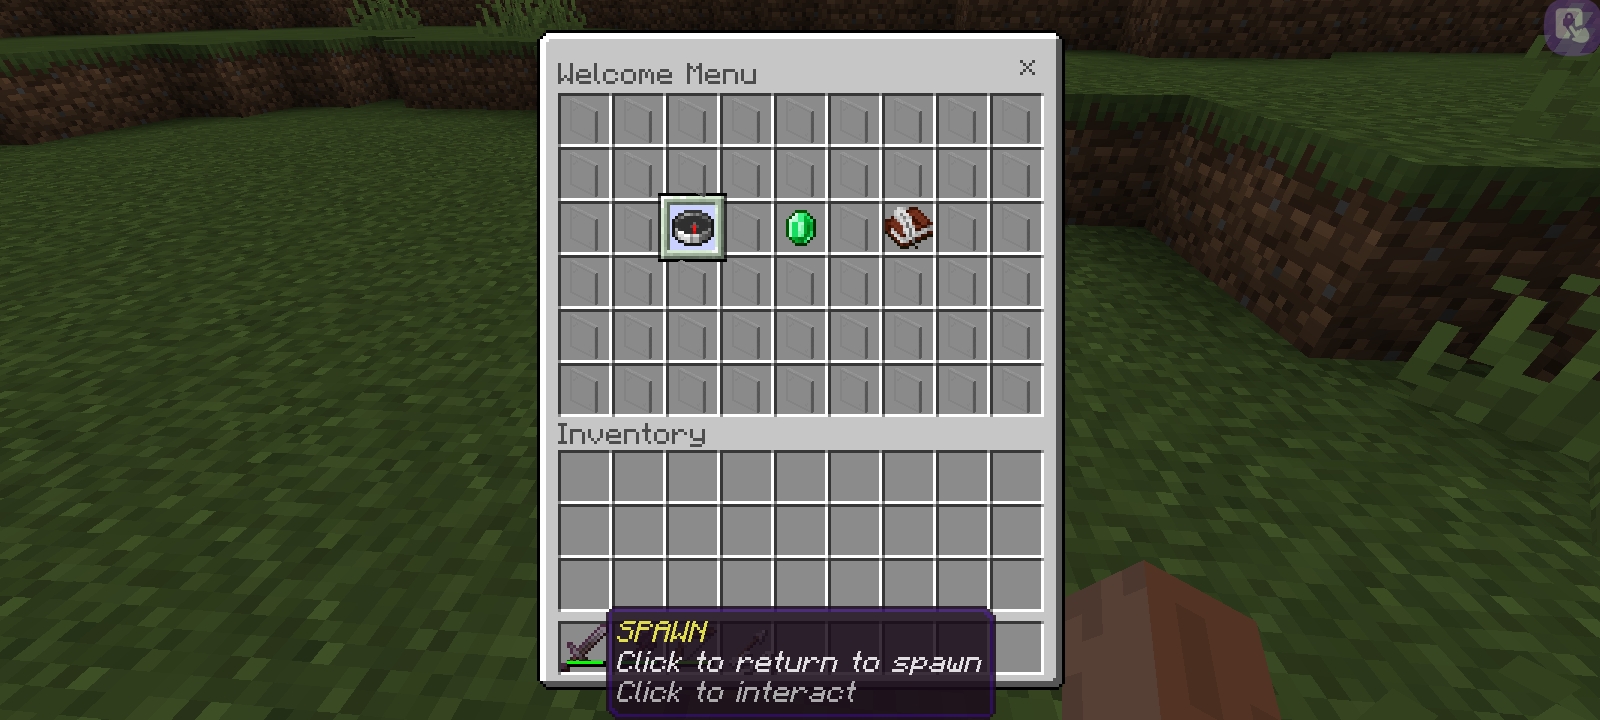 Welcome Menu
Inventory
SPAWN
Click to return to spawn
Click to interact